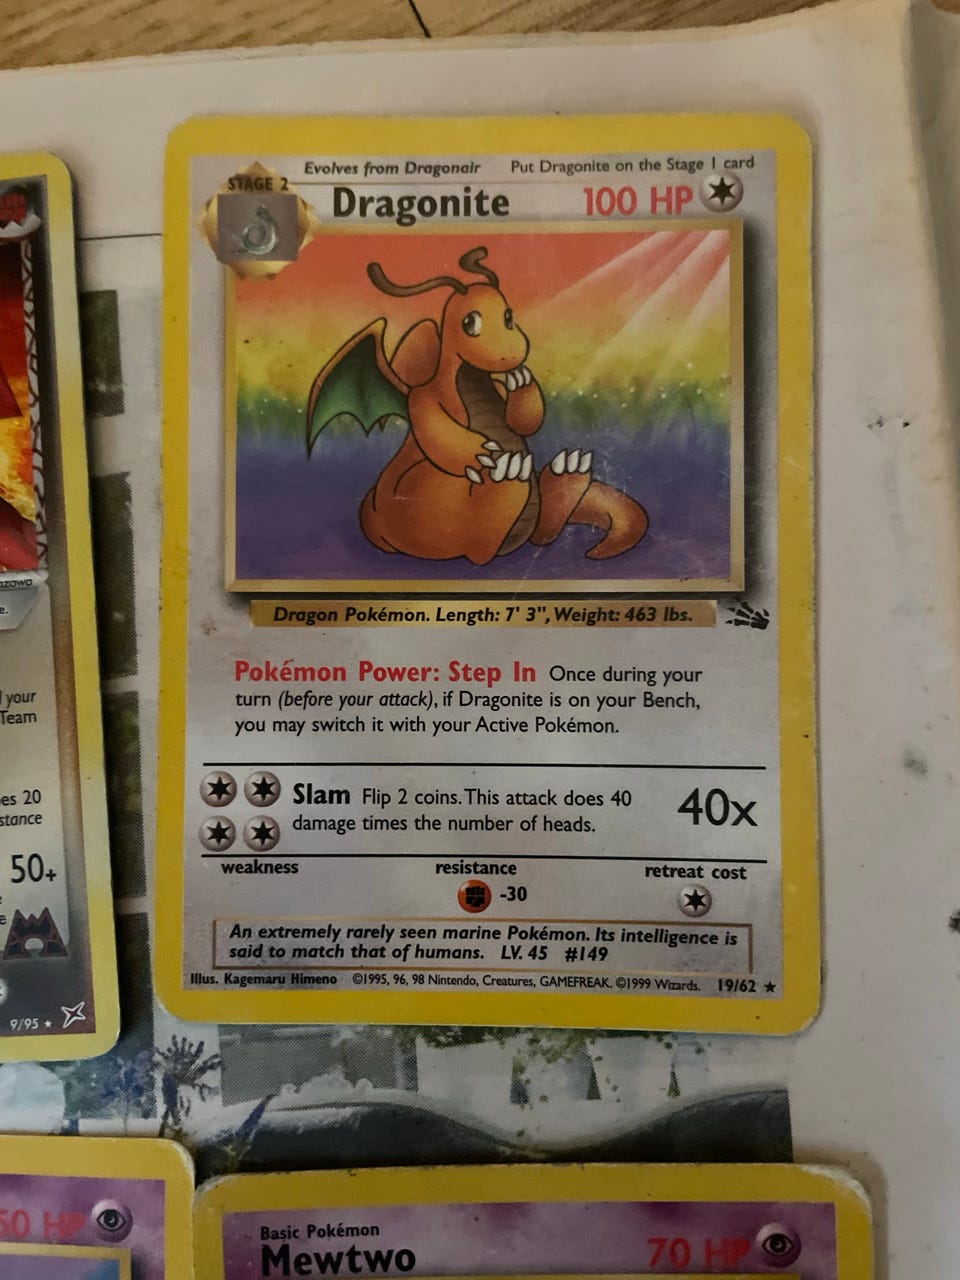 Evolves from Dragonair Put Dragonite on the Stage 1 card
STAGE 2
Dragonite 100 HP
Dragon Pokémon. Length: 7' 3", Weight: 463 lbs.
Pokémon Power: Step In Once during your
turn (before your attack), if Dragonite is on your Bench,
you may switch it with your Active Pokémon.
Slam Flip 2 coins. This attack does 40
damage times the number of heads.
40x
weakness resistance retreat cost
-30
An extremely rarely seen marine Pokémon. Its intelligence is
said to match that of humans. LV. 45 #149
Illus. Kagemaru Himeno ©1995, 96, 98 Nintendo, Creatures, GAMEFREAK. ©1999 Wizards. 19/62
your
Team
20
50+
9/95
HP
Basic Pokémon
Mewtwo 70 HP